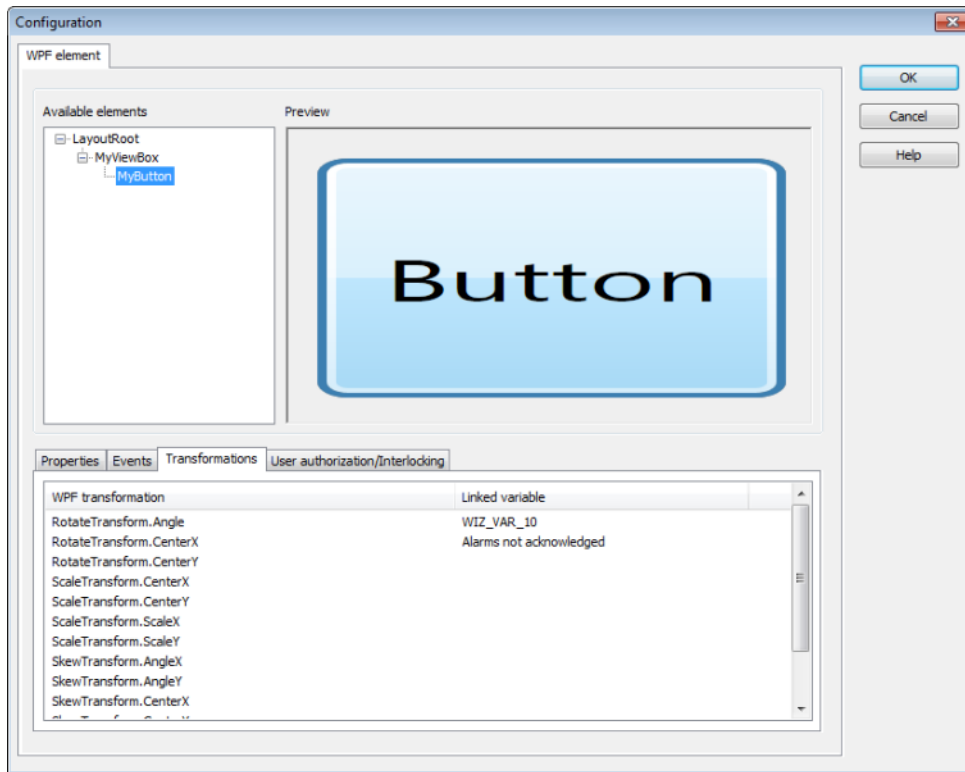 Configuration
WPF element
OK
Available elements
Preview
Cancel
LayoutRoot
MyViewBox
Help
MyButton
Button
Properties
Events
Transformations
User authorization/Interlocking
WPF transformation Linked variable
RotateTransform.Angle WIZ_VAR_10
RotateTransform.CenterX Alarms not acknowledged
RotateTransform.CenterY
ScaleTransform.CenterX
ScaleTransform.CenterY
ScaleTransform.ScaleX
ScaleTransform.ScaleY
SkewTransform.AngleX
SkewTransform.AngleY
SkewTransform.CenterX